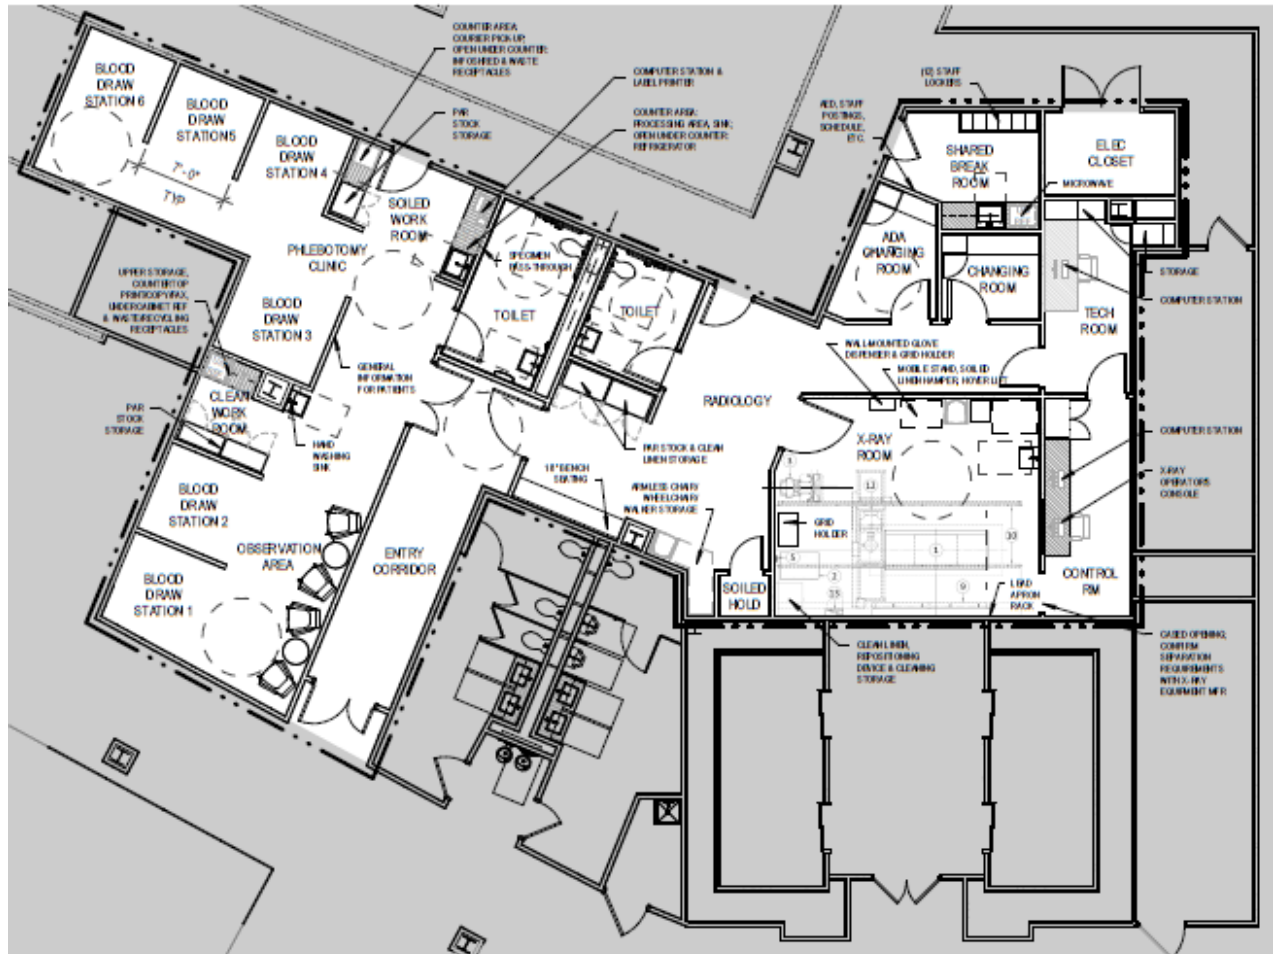 COUNTER AREA:
COURIER PICK-UP,
OPEN UNDER COUNTER:
INFOSHRED & WASTE
RECEPTACLES
COMPUTER STATION &
LABEL PRINTER
(12) STAFF
LOCKERS
BLOOD
DRAW
STATION 6
BLOOD
DRAW
STATION 5
BLOOD
DRAW
STATION 4
PAR
STOCK
STORAGE
COUNTER AREA:
PROCESSING AREA, SINK,
OPEN UNDER COUNTER:
REFRIGERATOR
AED, STAFF
POSTINGS,
SCHEDULE,
ETC.
SHARED
BREAK
ROOM
ELEC
CLOSET
MICROWAVE
7'-0"
TYP
SOILED
WORK
ROOM
PHLEBOTOMY
CLINIC
SPECIMEN
PASS-THROUGH
ADA
CHANGING
ROOM
CHANGING
ROOM
STORAGE
UPPER STORAGE,
COUNTERTOP
PRINT/COPY/FAX,
UNDERCABINET REF
& WASTE/RECYCLING
RECEPTACLES
BLOOD
DRAW
STATION 3
TOILET
TOILET
COMPUTER STATION
TECH
ROOM
GENERAL
INFORMATION
FOR PATIENTS
WALL-MOUNTED GLOVE
DISPENSER & GRID HOLDER
MOBILE STAND, SOILED
LINEN HAMPER, HOVER LIFT
CLEAN
WORK
ROOM
PAR
STOCK
STORAGE
HAND
WASHING
SINK
RADIOLOGY
PAR STOCK & CLEAN
LINEN STORAGE
X-RAY
ROOM
COMPUTER STATION
18" BENCH
SEATING
ARMLESS CHAIR/
WHEELCHAIR/
WALKER STORAGE
X-RAY
OPERATOR'S
CONSOLE
BLOOD
DRAW
STATION 2
GRID
HOLDER
OBSERVATION
AREA
ENTRY
CORRIDOR
BLOOD
DRAW
STATION 1
SOILED
HOLD
LEAD
APRON
RACK
CONTROL
RM
CLEAN LINEN,
REPOSITIONING
DEVICE & CLEANING
STORAGE
CASED OPENING,
CONFIRM
SEPARATION
REQUIREMENTS
WITH X-RAY
EQUIPMENT MFR